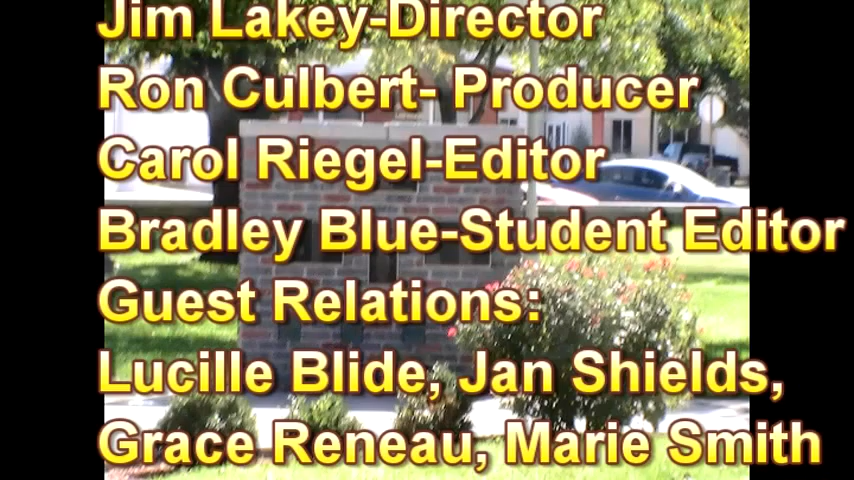 Jim Lakey-Director
Ron Culbert- Producer
Carol Riegel-Editor
Bradley Blue-Student Editor
Guest Relations:
Lucille Blide, Jan Shields,
Grace Reneau, Marie Smith